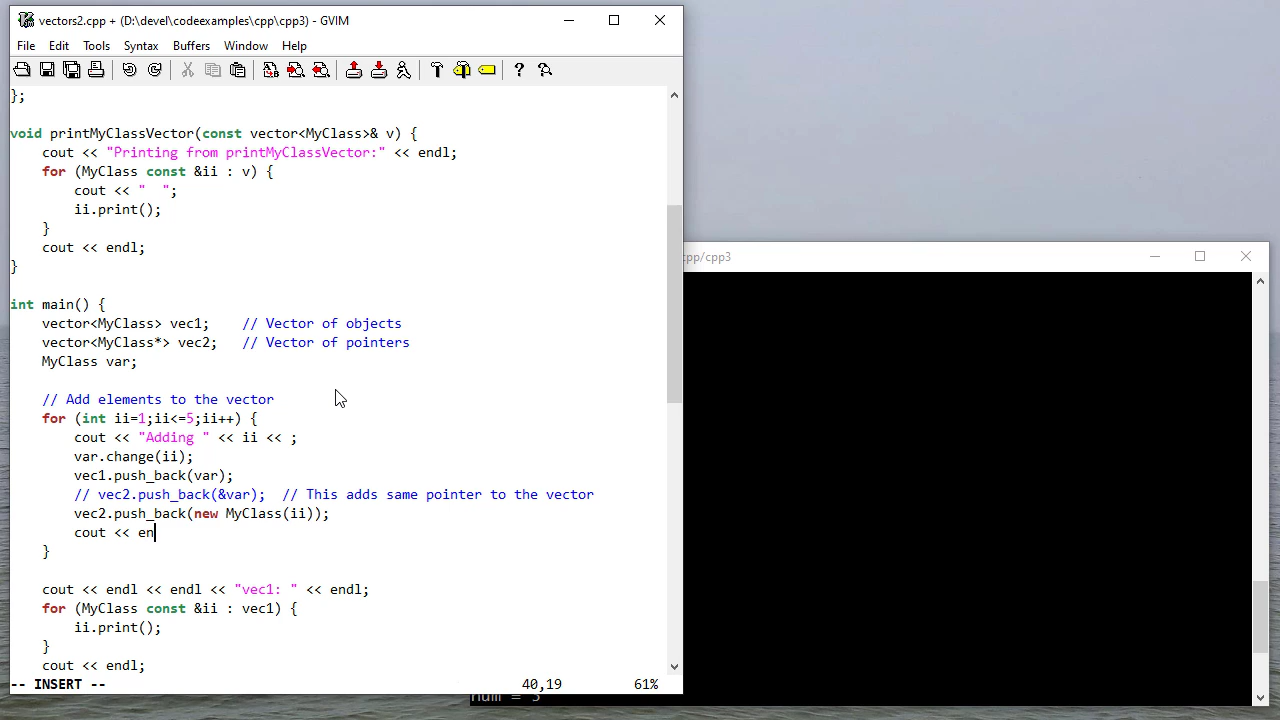 vectors2.cpp + (D:\devel\codeexamples\cpp\cpp3) - GVIM
File Edit Tools Syntax Buffers Window Help
};
void printMyClassVector(const vector<MyClass>& v) {
    cout << "Printing from printMyClassVector:" << endl;
    for (MyClass const &ii : v) {
        cout << "  ";
        ii.print();
    }
    cout << endl;
}
cpp/cpp3
int main() {
    vector<MyClass> vec1;    // Vector of objects
    vector<MyClass*> vec2;   // Vector of pointers
    MyClass var;
    // Add elements to the vector
    for (int ii=1;ii<=5;ii++) {
        cout << "Adding " << ii << ;
        var.change(ii);
        vec1.push_back(var);
        // vec2.push_back(&var);  // This adds same pointer to the vector
        vec2.push_back(new MyClass(ii));
        cout << en
    }
    cout << endl << endl << "vec1: " << endl;
    for (MyClass const &ii : vec1) {
        ii.print();
    }
    cout << endl;
-- INSERT -- 40,19 61%